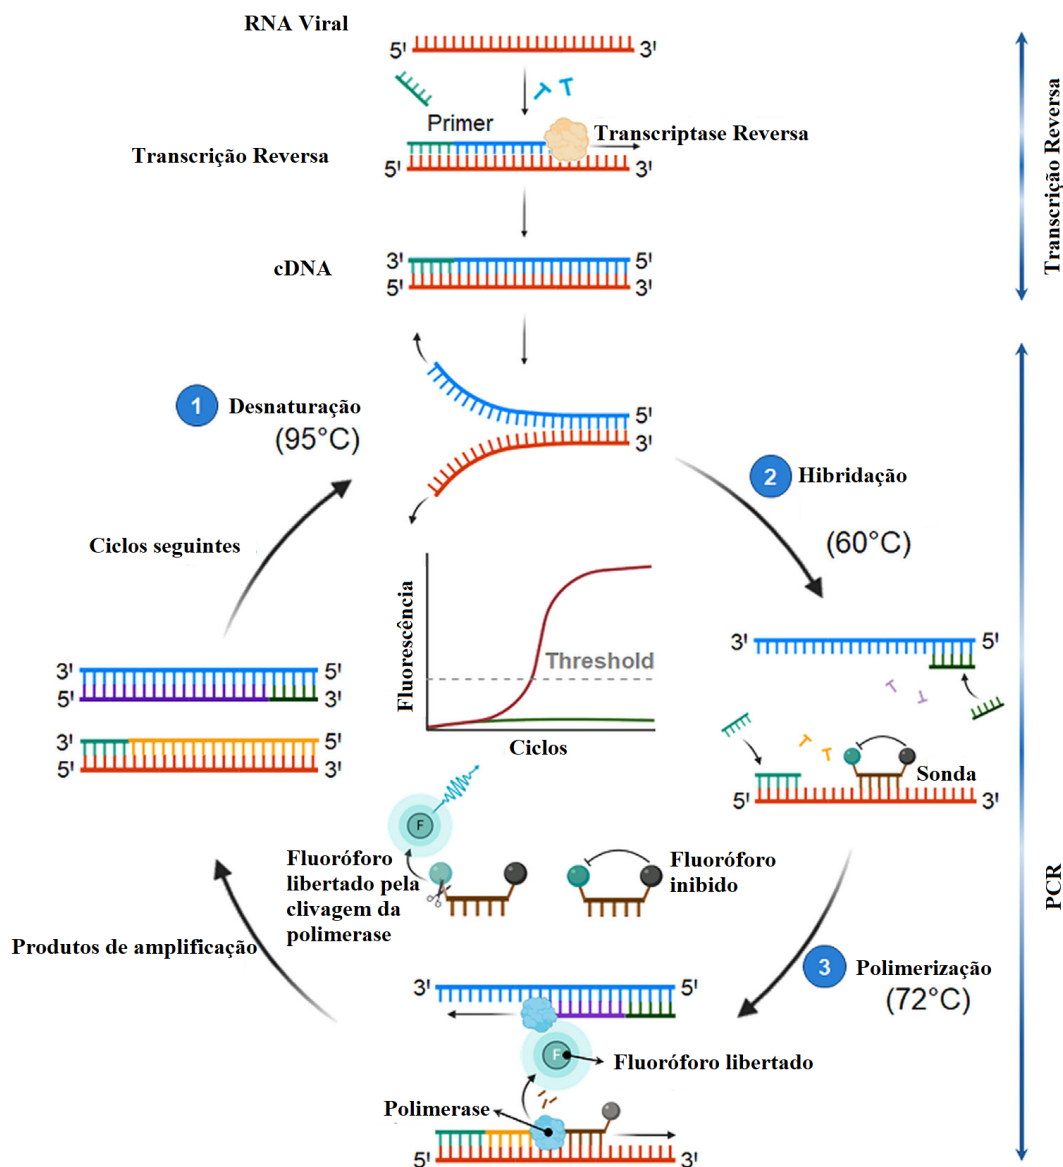 RNA Viral
5' 3'
Primer
Transcriptase Reversa
Transcrição Reversa
5' 3'
cDNA
3' 5'
5' 3'
Transcrição Reversa
1 Desnaturação
(95°C)
5'
3'
2 Hibridação
(60°C)
Ciclos seguintes
Fluorescência
Threshold
Ciclos
3' 5'
5' 3'
3' 5'
5' 3'
3' 5'
Sonda
5' 3'
F
Fluoróforo
libertado pela
clivagem da
polimerase
Fluoróforo
inibido
PCR
Produtos de amplificação
3 Polimerização
(72°C)
3' 5'
F
Fluoróforo libertado
Polimerase
5' 3'